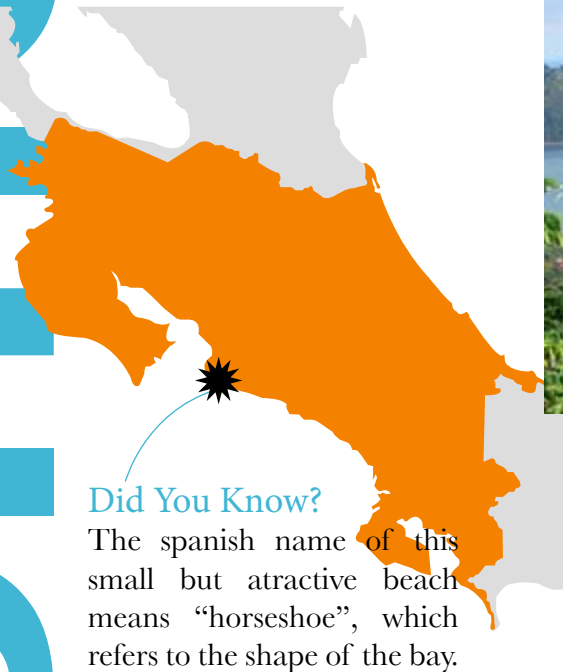 Did You Know?
The spanish name of this
small but atractive beach
means “horseshoe”, which
refers to the shape of the bay.